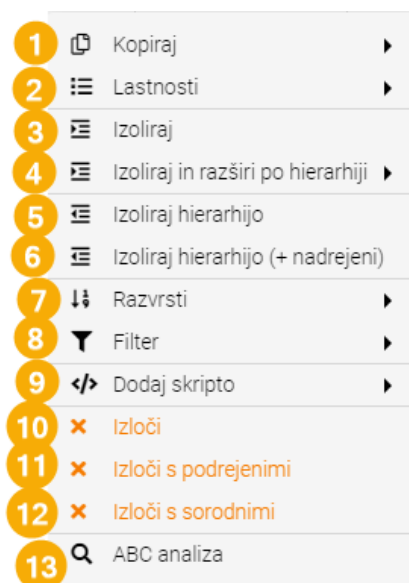 1 Kopiraj
2 Lastnosti
3 Izoliraj
4 Izoliraj in razširi po hierarhiji
5 Izoliraj hierarhijo
6 Izoliraj hierarhijo (+ nadrejeni)
7 Razvrsti
8 Filter
9 Dodaj skripto
10 Izloči
11 Izloči s podrejenimi
12 Izloči s sorodnimi
13 ABC analiza